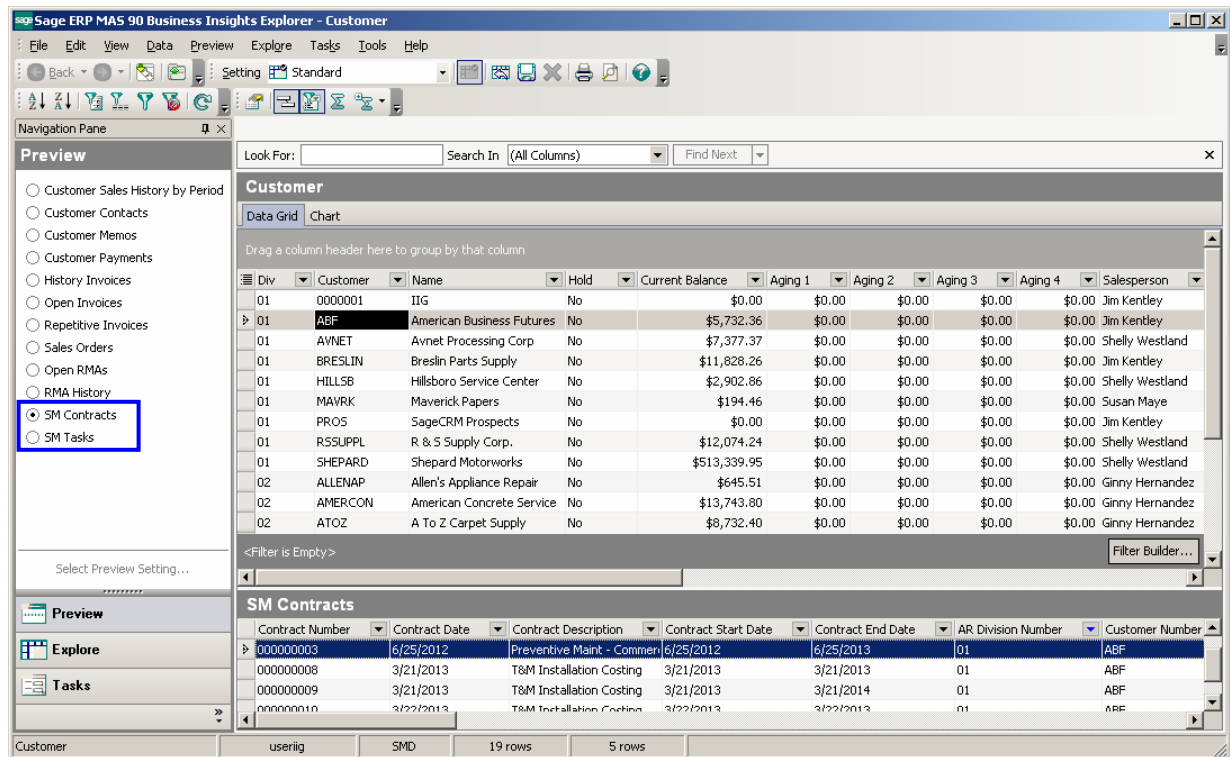 Sage ERP MAS 90 Business Insights Explorer - Customer
File Edit View Data Preview Explore Tasks Tools Help
Back Setting Standard
Navigation Pane
Preview
Customer Sales History by Period
Customer Contacts
Customer Memos
Customer Payments
History Invoices
Open Invoices
Repetitive Invoices
Sales Orders
Open RMAs
RMA History
SM Contracts
SM Tasks
Select Preview Setting...
Preview
Explore
Tasks
Look For: Search In (All Columns) Find Next
Customer
Data Grid Chart
Drag a column header here to group by that column
Div Customer Name Hold Current Balance Aging 1 Aging 2 Aging 3 Aging 4 Salesperson
01 0000001 IIG No $0.00 $0.00 $0.00 $0.00 $0.00 Jim Kentley
01 ABF American Business Futures No $5,732.36 $0.00 $0.00 $0.00 $0.00 Jim Kentley
01 AVNET Avnet Processing Corp No $7,377.37 $0.00 $0.00 $0.00 $0.00 Shelly Westland
01 BRESLIN Breslin Parts Supply No $11,828.26 $0.00 $0.00 $0.00 $0.00 Jim Kentley
01 HILLSB Hillsboro Service Center No $2,902.86 $0.00 $0.00 $0.00 $0.00 Shelly Westland
01 MAVRK Maverick Papers No $194.46 $0.00 $0.00 $0.00 $0.00 Susan Maye
01 PROS SageCRM Prospects No $0.00 $0.00 $0.00 $0.00 $0.00 Jim Kentley
01 RSSUPPL R & S Supply Corp. No $12,074.24 $0.00 $0.00 $0.00 $0.00 Shelly Westland
01 SHEPARD Shepard Motorworks No $513,339.95 $0.00 $0.00 $0.00 $0.00 Shelly Westland
02 ALLENAP Allen's Appliance Repair No $645.51 $0.00 $0.00 $0.00 $0.00 Ginny Hernandez
02 AMERCON American Concrete Service No $13,743.80 $0.00 $0.00 $0.00 $0.00 Ginny Hernandez
02 ATOZ A To Z Carpet Supply No $8,732.40 $0.00 $0.00 $0.00 $0.00 Ginny Hernandez
<Filter is Empty> Filter Builder...
SM Contracts
Contract Number Contract Date Contract Description Contract Start Date Contract End Date AR Division Number Customer Number
000000003 6/25/2012 Preventive Maint - Commer 6/25/2012 6/25/2013 01 ABF
000000008 3/21/2013 T&M Installation Costing 3/21/2013 3/21/2013 01 ABF
000000009 3/21/2013 T&M Installation Costing 3/21/2013 3/21/2014 01 ABF
000000010 3/22/2013 T&M Installation Costing 3/22/2013 3/22/2013 01 ABF
Customer useriig SMD 19 rows 5 rows